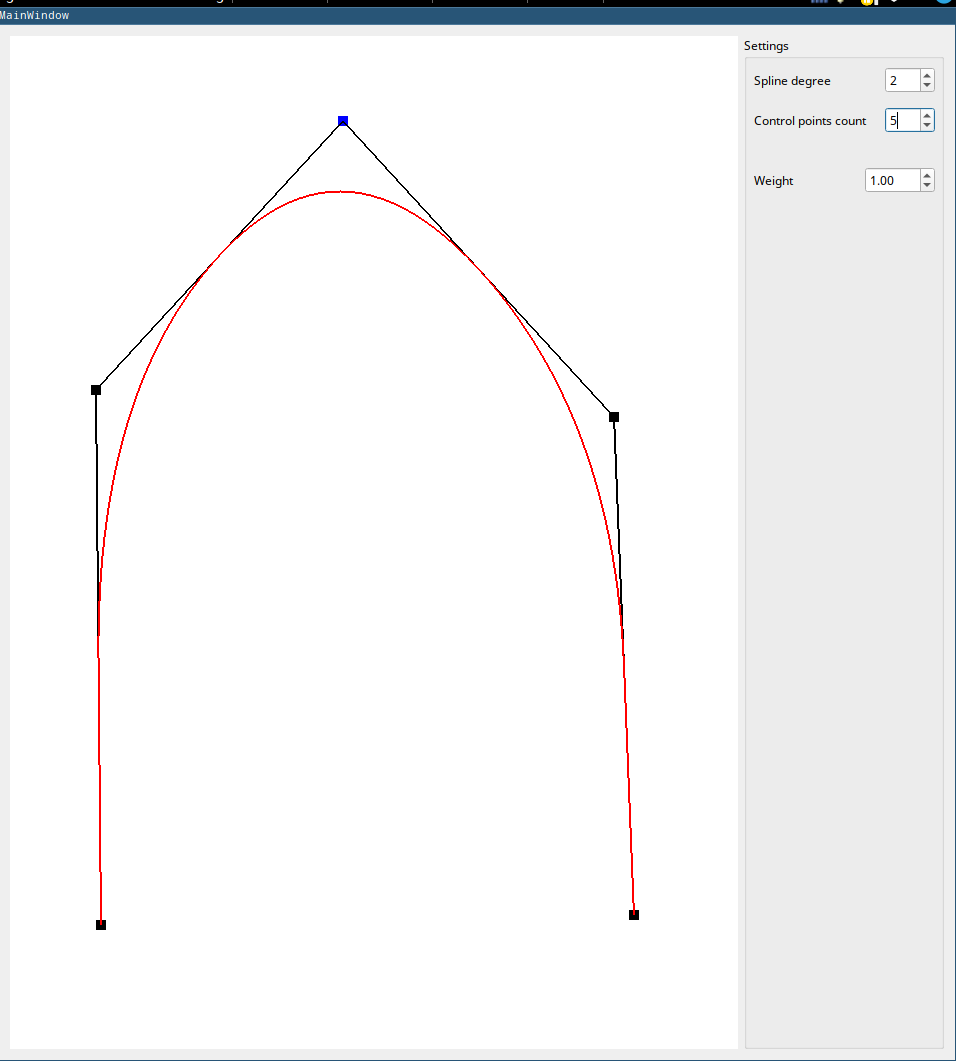 MainWindow
Settings
Spline degree 2
Control points count 5
Weight 1.00